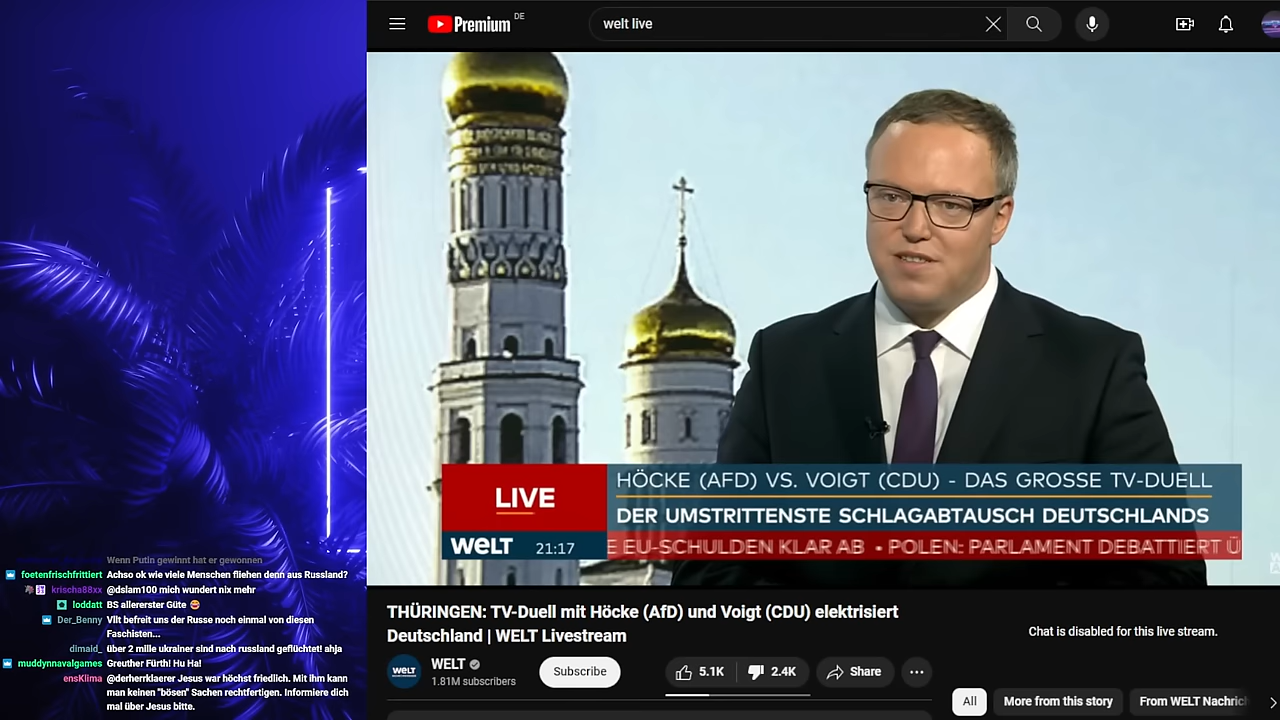 Premium DE
welt live
LIVE
HÖCKE (AFD) VS. VOIGT (CDU) - DAS GROSSE TV-DUELL
DER UMSTRITTENSTE SCHLAGABTAUSCH DEUTSCHLANDS
welt 21:17
E EU-SCHULDEN KLAR AB • POLEN: PARLAMENT DEBATTIERT Ü
Wenn Putin gewinnt hat er gewonnen
foetenfrischfrittiert Achso ok wie viele Menschen fliehen denn aus Russland?
krischa88xx @dslam100 mich wundert nix mehr
loddatt BS allererster Güte
Der_Benny Vllt befreit uns der Russe noch einmal von diesen
Faschisten...
dimald_ über 2 mille ukrainer sind nach russland geflüchtet! ahja
muddynnavalgames Greuther Fürth! Hu Ha!
ensKlima @derherrklaerer Jesus war höchst friedlich. Mit ihm kann
man keinen "bösen" Sachen rechtfertigen. Informiere dich
mal über Jesus bitte.
THÜRINGEN: TV-Duell mit Höcke (AfD) und Voigt (CDU) elektrisiert
Deutschland | WELT Livestream
Chat is disabled for this live stream.
welt
WELT
1.81M subscribers
Subscribe
5.1K
2.4K
Share
All
More from this story
From WELT Nachric